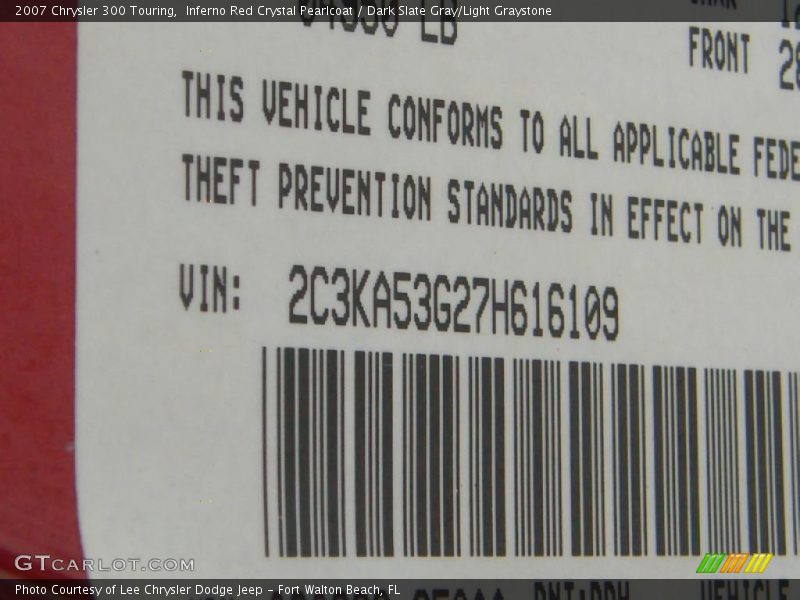 2007 Chrysler 300 Touring, Inferno Red Crystal Pearlcoat / Dark Slate Gray/Light Graystone
LB
FRONT
THIS VEHICLE CONFORMS TO ALL APPLICABLE FEDE
THEFT PREVENTION STANDARDS IN EFFECT ON THE
VIN: 2C3KA53G27H616109
GTCARLOT.COM
Photo Courtesy of Lee Chrysler Dodge Jeep - Fort Walton Beach, FL
VEHICLE